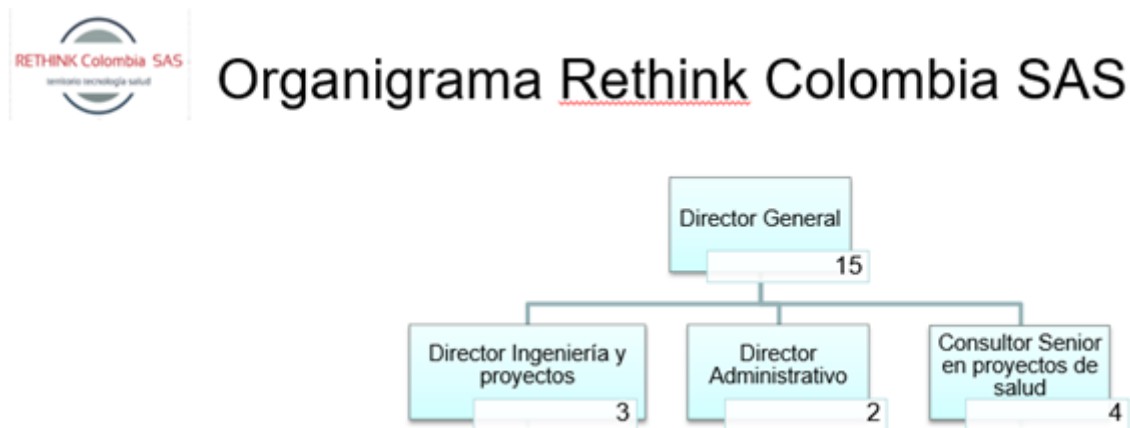 RETHINK Colombia SAS
territorio tecnología salud
Organigrama Rethink Colombia SAS
Director General
15
Director Ingeniería y
proyectos
3
Director
Administrativo
2
Consultor Senior
en proyectos de
salud
4